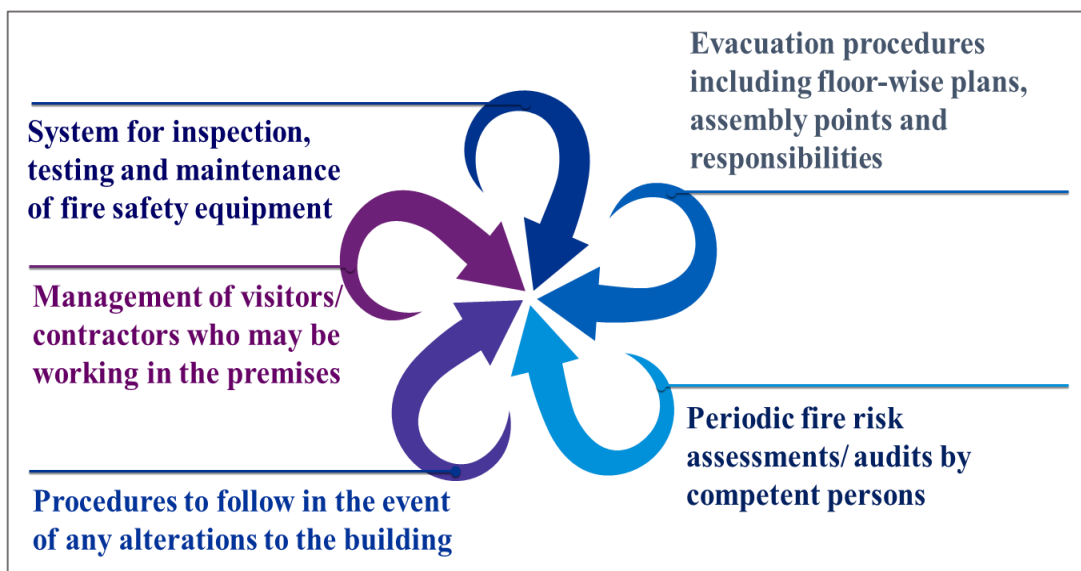 System for inspection,
testing and maintenance
of fire safety equipment
Management of visitors/
contractors who may be
working in the premises
Procedures to follow in the event
of any alterations to the building
Evacuation procedures
including floor-wise plans,
assembly points and
responsibilities
Periodic fire risk
assessments/ audits by
competent persons